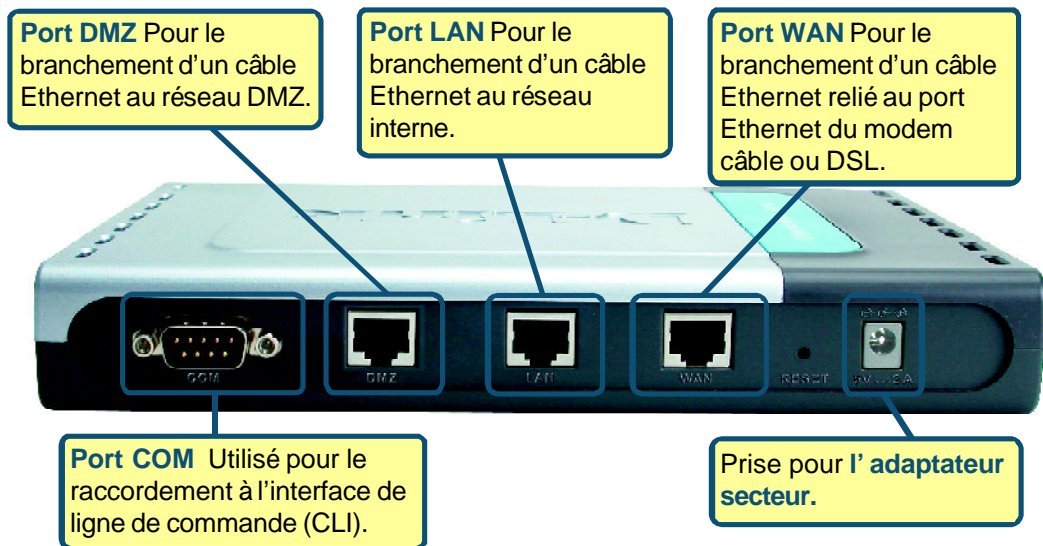 Port DMZ Pour le
branchement d'un câble
Ethernet au réseau DMZ.
Port LAN Pour le
branchement d'un câble
Ethernet au réseau
interne.
Port WAN Pour le
branchement d'un câble
Ethernet relié au port
Ethernet du modem
câble ou DSL.
COM
DMZ
LAN
WAN
RESET
Port COM Utilisé pour le
raccordement à l'interface de
ligne de commande (CLI).
Prise pour l' adaptateur
secteur.